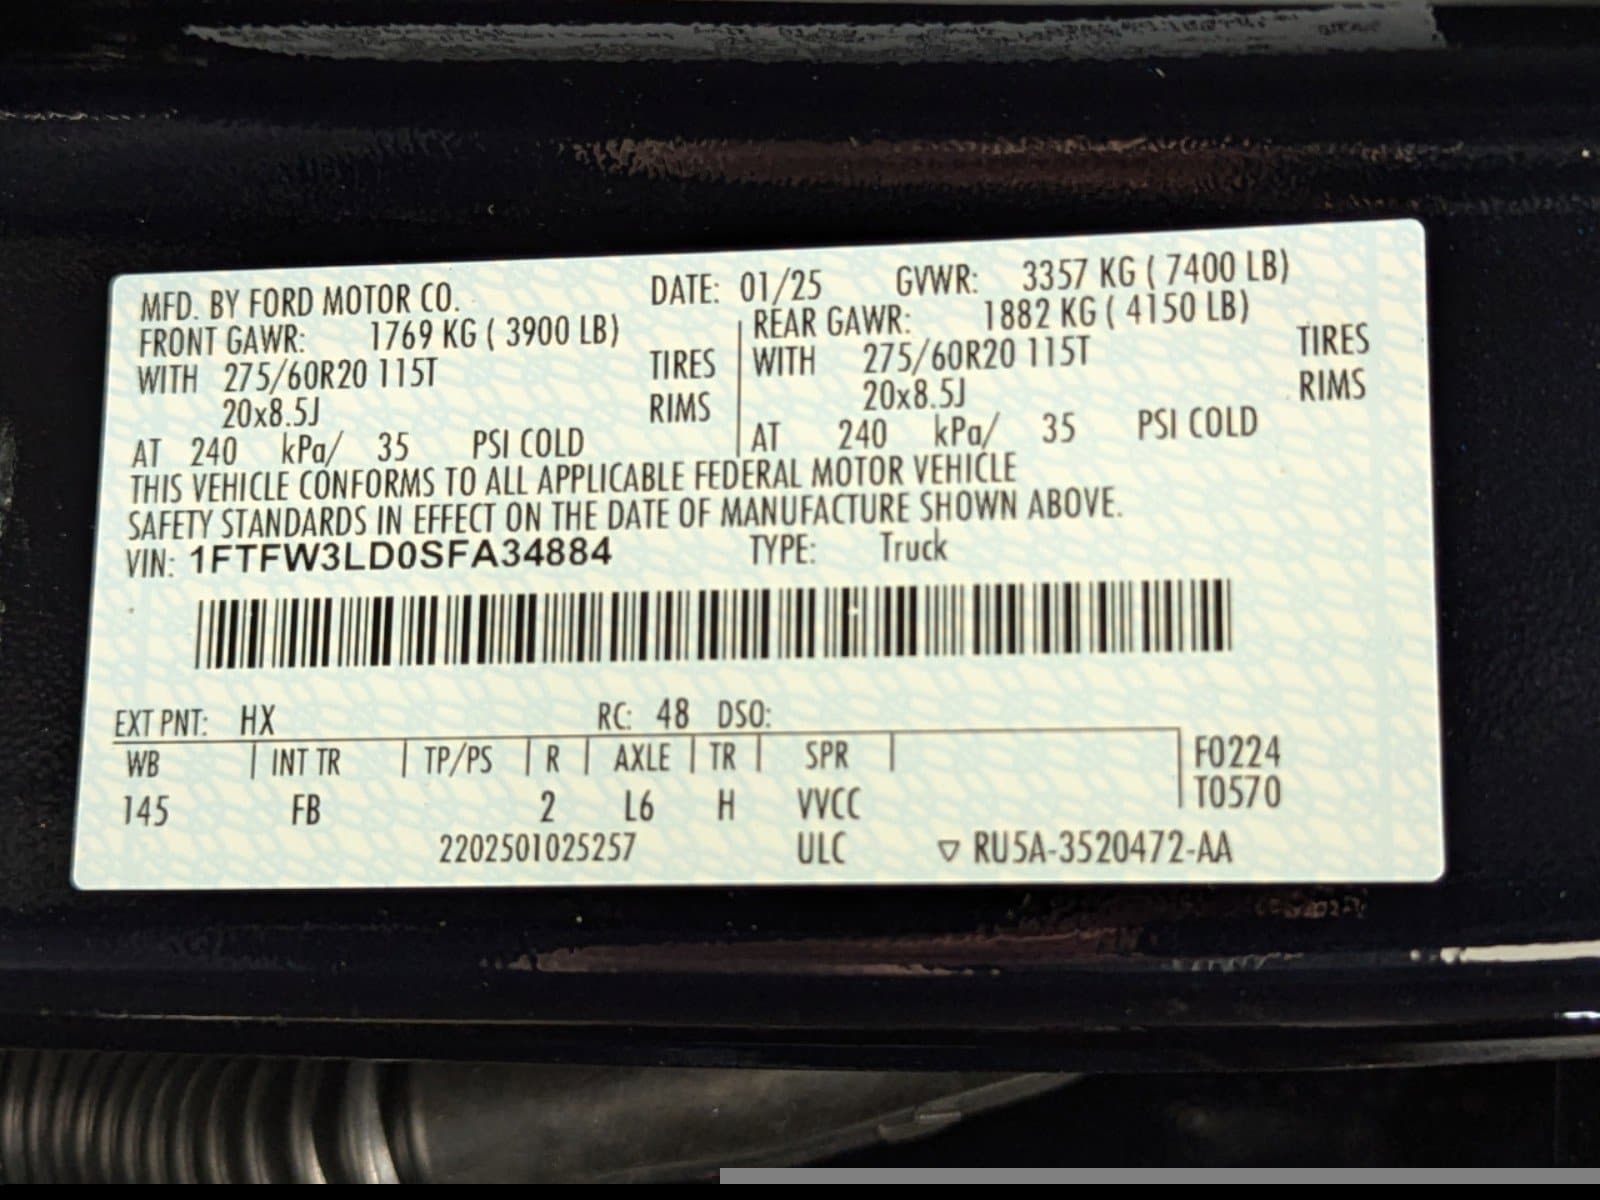 MFD. BY FORD MOTOR CO. DATE: 01/25 GVWR: 3357 KG ( 7400 LB)
FRONT GAWR: 1769 KG ( 3900 LB) REAR GAWR: 1882 KG ( 4150 LB)
WITH 275/60R20 115T TIRES WITH 275/60R20 115T TIRES
20x8.5J RIMS 20x8.5J RIMS
AT 240 kPa/ 35 PSI COLD AT 240 kPa/ 35 PSI COLD
THIS VEHICLE CONFORMS TO ALL APPLICABLE FEDERAL MOTOR VEHICLE
SAFETY STANDARDS IN EFFECT ON THE DATE OF MANUFACTURE SHOWN ABOVE.
VIN: 1FTFW3LD0SFA34884 TYPE: Truck
EXT PNT: HX RC: 48 DSO:
WB INT TR TP/PS R AXLE TR SPR F0224
145 FB 2 L6 H VVCC T0570
2202501025257 ULC ▽ RU5A-3520472-AA